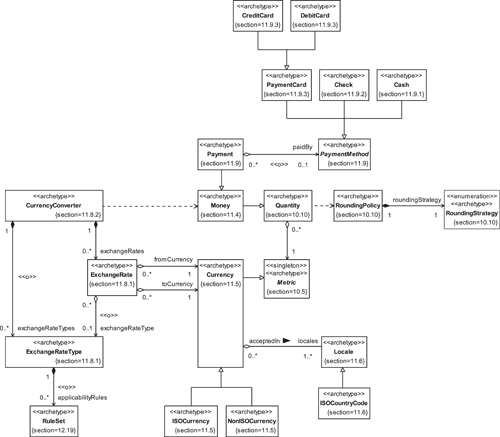 <<archetype>> <<archetype>>
CreditCard DebitCard
{section=11.9.3} {section=11.9.3}
<<archetype>> <<archetype>> <<archetype>>
PaymentCard Check Cash
{section=11.9.3} {section=11.9.2} {section=11.9.1}
<<archetype>> paidBy <<archetype>>
Payment PaymentMethod
{section=11.9} 0..* <<o>> 0..1 {section=11.9}
<<archetype>> <<archetype>> <<archetype>> <<archetype>> roundingStrategy <<enumeration>>
CurrencyConverter Money Quantity RoundingPolicy <<archetype>>
{section=11.8.2} {section=11.4} {section=10.10} {section=10.10} 1 1 RoundingStrategy
{section=10.10}
1 1 0..*
0..* exchangeRates
<<o>> <<archetype>> fromCurrency <<archetype>> 1 <<singleton>>
ExchangeRate 0..* 1 Currency <<archetype>>
{section=11.8.1} toCurrency {section=11.5} Metric
0..* 1 {section=10.5}
0..*
<<o>>
0..* 0..1 exchangeRateType
exchangeRateTypes
<<archetype>> acceptedIn locales <<archetype>>
ExchangeRateType 0..* 1..* Locale
{section=11.8.1} {section=11.6}
1
<<o>>
0..* applicabilityRules
<<archetype>> <<archetype>> <<archetype>> <<archetype>>
RuleSet ISOCurrency NonISOCurrency ISOCountryCode
{section=12.19} {section=11.5} {section=11.5} {section=11.6}